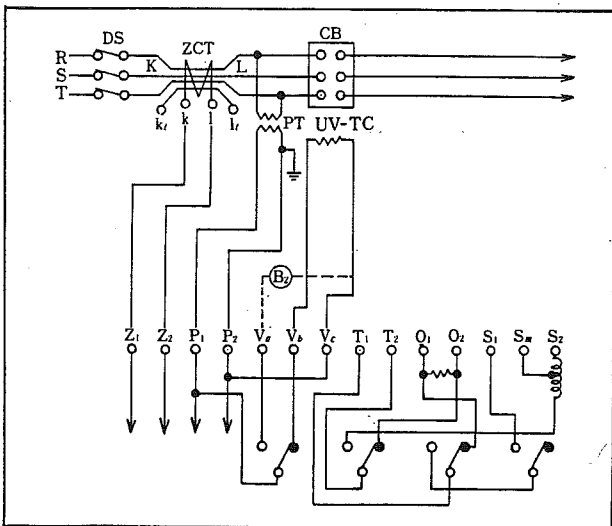 DS ZCT CB
R K L
S
T
kt k l lt PT UV-TC
Bz
Z1 Z2 P1 P2 Va Vb Vc T1 T2 O1 O2 S1 Sm S2